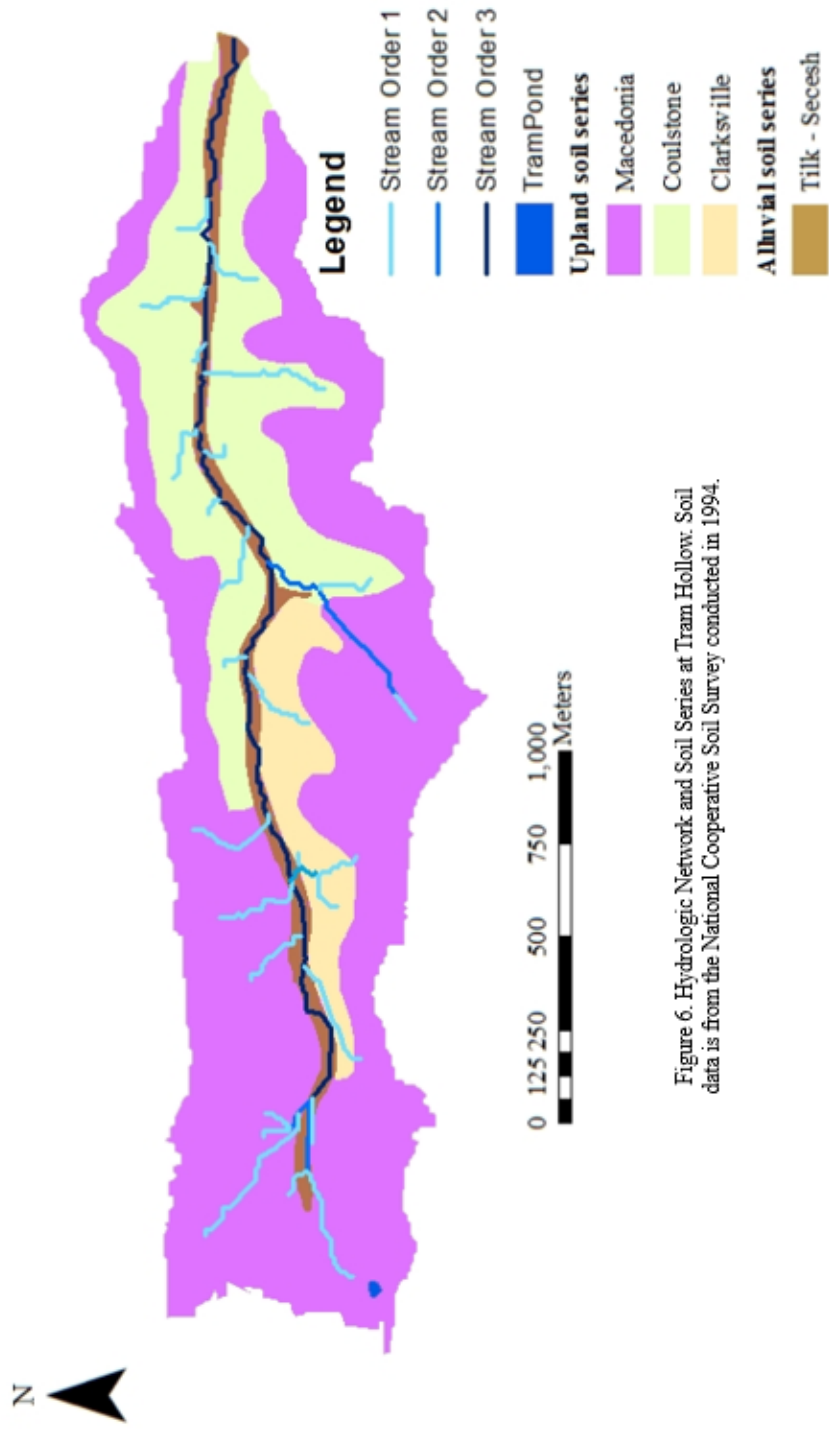 N
Legend
Stream Order 1
Stream Order 2
Stream Order 3
TramPond
Upland soil series
Macedonia
Coulstone
Clarksville
Alluvial soil series
Tilk - Secesh
0 125 250 500 750 1,000
Meters
Figure 6. Hydrologic Network and Soil Series at Tram Hollow. Soil
data is from the National Cooperative Soil Survey conducted in 1994.